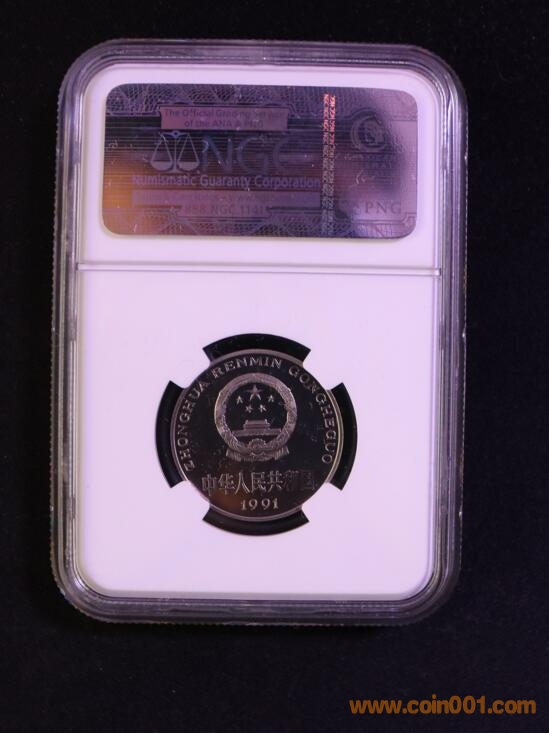 The Official Grading Service
of the ANA & PNG
NGC
Numismatic Guaranty Corporation
PNG
ZHONGHUA RENMIN GONGHEGUO
中华人民共和国
1991
www.coin001.com